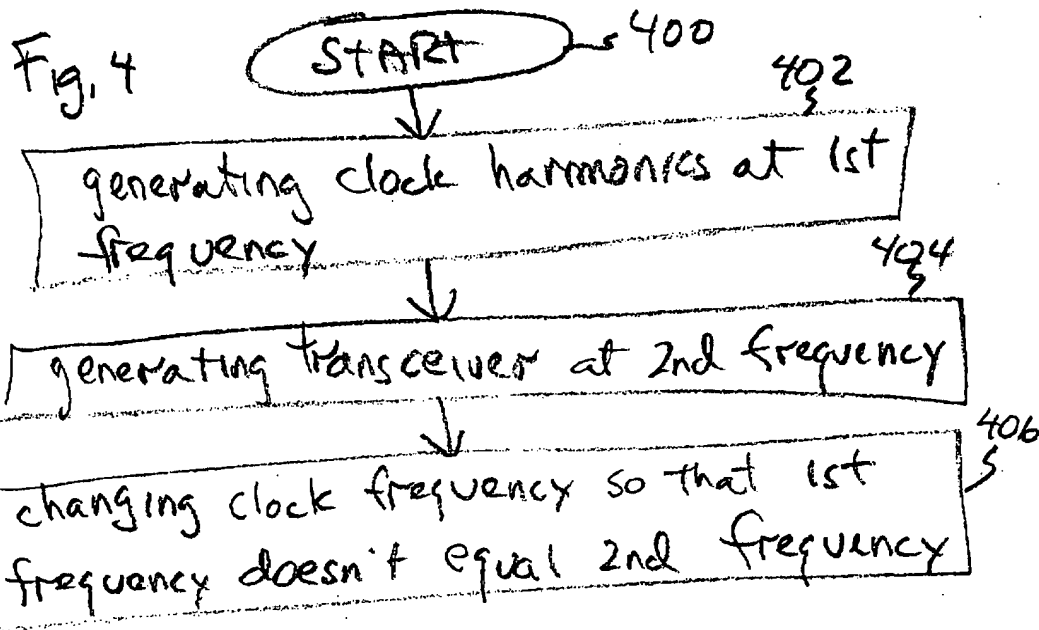 Fig. 4
START
400
402
generating clock harmonics at 1st
frequency
404
generating transceiver at 2nd frequency
406
changing clock frequency so that 1st
frequency doesn't equal 2nd frequency